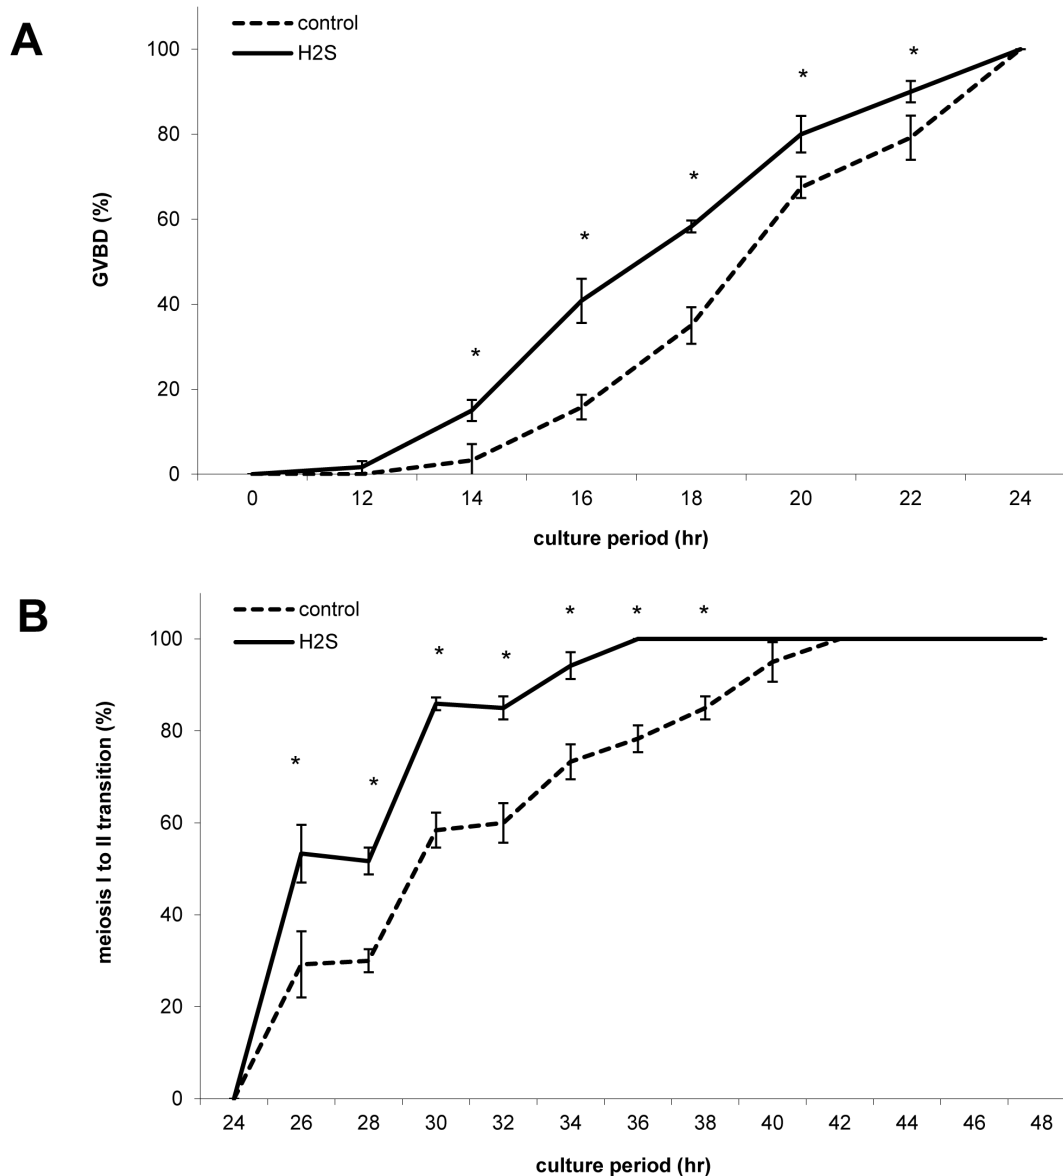 A
control
H2S
100
80
60
40
20
0
GVBD (%)
* * * * * *
0 12 14 16 18 20 22 24
culture period (hr)
B
control
H2S
100
80
60
40
20
0
meiosis I to II transition (%)
* * * * * * *
24 26 28 30 32 34 36 38 40 42 44 46 48
culture period (hr)